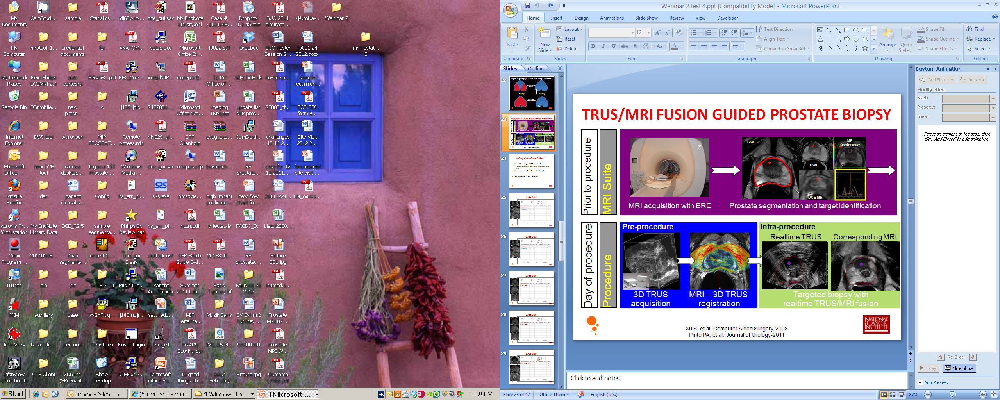 My Documents
CamStudi...
sample
Statistics...
idl63winx...
dce_gui.sav
My EndNote Library.enl
Case # -1104148...
Dropbox 1.1.45.exe
SUO 2011 Abstract ...
~$UroNav...
Webinar 2
My Computer
mrstool_1...
credential documents
fer
ANATOM...
setup.exe
Microsoft Office Ex...
f8822.pdf
Dropbox
SUO Poster Session G...
list 01 24 2012.docx
mrProstat... 2
My Network Places
New Philips DCEMRI 2.4
auto vertebra
PiRADS_.pdf
MS_j2re-...
installMIP...
myreport[...
To DC Office of ...
NIH_DCE.xls
nu-nih-pr...
sample recurrren...
Recycle Bin
DSmobile...
new prost...
A
ij138-jdk...
R132886....
Microsoft Office Wo...
imaging TNM.ppt
update list MIP pros...
22888_ft...
CCR COI form B...
Internet Explorer
DWI tool
Aaronson
MIP PROSTAT...
Remote Access.rdp
nih829_al...
CTP Client.zip
pseg_exe...
CamStudi...
challenges 12 16 2...
Site Visit 2012 B...
Microsoft Office ...
new DCE tool
various desktop ...
Ingenia 15T Prostate ...
Windows Media ...
dwi_gui.sav
nciapps.rdp
biosketch...
RP prostate...
case for 12 13 2011....
ferumoxytol site visit....
Mozilla Firefox
dat
patient clinical s...
Config
hs_err_pi...
s2s.exe
pmsdvie...
high impact publicatio...
new flow chart for...
20111221...
EN_WHS1...
Acronis Tr... Workstation
My EndNote Library.Data
DCE_R2.5
sample segmenta...
Philips Bx Review.bat
hs_err_pi...
nccn.pdf
trifecta.xls
FACBC_D...
Listof2008...
Citrix Program ...
20110508...
iCAD segmenta...
wrar401....
dce_gui 2.sav
outlook.ost
CPR Study Guide 041...
20138_ft...
RP prostatec...
Picture 001.jpg
iTunes
bin
plc
10 18 2011
MIM41_b...
Patient Accrual.xlsx
Summer 2011 Lab ...
Baris Turkbey.tif
Baris 01 31 2012
jnumed.1...
MIM
auxiliary
case
WGAPlug...
ij143-nojr...
securedo...
MIP Letterhe...
Muzik Baris
CV Evrim B Turkbey ...
Prostate MRI 02 ...
IrfanView
Beta_DIC...
personal
templates
Novell Login
ImageJ
PiRADS Scoring.pdf
IMG_0504...
ST000000
Prostate MRI W...
IrfanView Thumbnails
CTP Client
ZD6474 (SPORADI...
Show desktop
MIM4.2.2...
Microsoft Office Po...
12 good things ab...
2012 February
Picture.jpg
Outcome Letter.pdf
Start
Inbox - Microso...
(5 unread) - btu...
4 Windows Ex...
4 Microsoft ...
EN
1:38 PM
Webinar 2 test 4.ppt [Compatibility Mode] - Microsoft PowerPoint
Home Insert Design Animations Slide Show Review View Developer
Paste
Clipboard
New Slide
Layout
Reset
Delete
Slides
12
Font
Paragraph
Text Direction
Align Text
Convert to SmartArt
Arrange
Quick Styles
Shape Fill
Shape Outline
Shape Effects
Drawing
Find
Replace
Select
Editing
Slides Outline
22
Improving Biopsy Results with Image Guidance
23
TRUS/MRI FUSION GUIDED PROSTATE BIOPSY
24
NOW, FOR SOME CASES....
25
CASE 202
26
CASE 202
27
CASE 206
28
CASE 206
29
CASE 208
TRUS/MRI FUSION GUIDED PROSTATE BIOPSY
Prior to procedure
MRI Suite
T2W
DWI
MR Spectroscopy
DCE MRI
MRI acquisition with ERC
Prostate segmentation and target identification
Day of procedure
Procedure
Pre-procedure
3D TRUS acquisition
MRI – 3D TRUS registration
Intra-procedure
Realtime TRUS
Corresponding MRI
Targeted biopsy with realtime TRUS/MRI fusion
Xu S, et al. Computer Aided Surgery-2008
Pinto PA, et al. Journal of Urology-2011
NATIONAL CANCER INSTITUTE
Click to add notes
Custom Animation
Add Effect
Remove
Modify effect
Start:
Property:
Speed:
Select an element of the slide, then click "Add Effect" to add animation.
Re-Order
Play
Slide Show
AutoPreview
Slide 23 of 47
"Office Theme"
English (U.S.)
87%